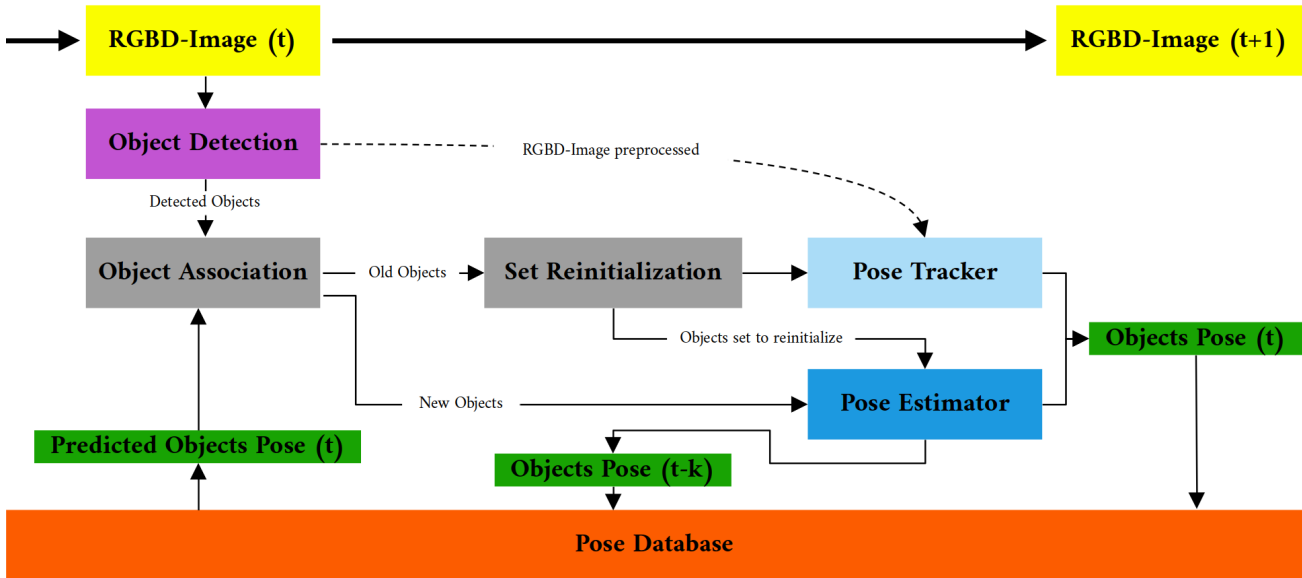 RGBD-Image (t)
RGBD-Image (t+1)
Object Detection
RGBD-Image preprocessed
Detected Objects
Object Association
Old Objects
Set Reinitialization
Pose Tracker
Objects set to reinitialize
Objects Pose (t)
New Objects
Pose Estimator
Predicted Objects Pose (t)
Objects Pose (t-k)
Pose Database